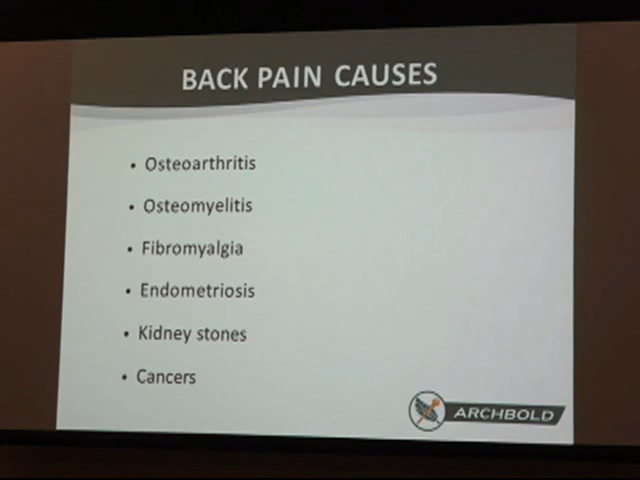 BACK PAIN CAUSES
• Osteoarthritis
• Osteomyelitis
• Fibromyalgia
• Endometriosis
• Kidney stones
• Cancers
ARCHBOLD